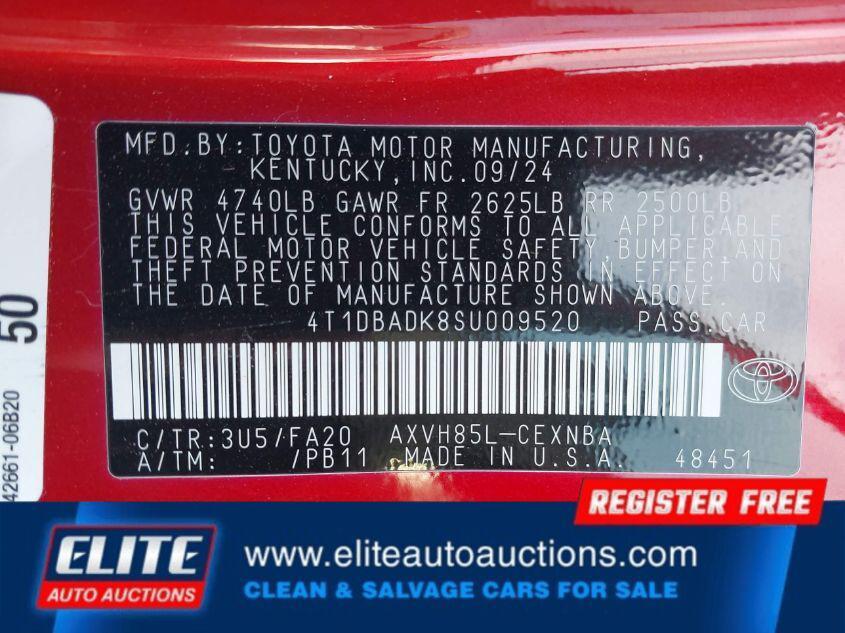 MFD.BY:TOYOTA MOTOR MANUFACTURING,
KENTUCKY,INC.09/24
GVWR 4740LB GAWR FR 2625LB RR 2500LB
THIS VEHICLE CONFORMS TO ALL APPLICABLE
FEDERAL MOTOR VEHICLE SAFETY,BUMPER,AND
THEFT PREVENTION STANDARDS IN EFFECT ON
THE DATE OF MANUFACTURE SHOWN ABOVE.
4T1DBADK8SU009520 PASS.CAR
C/TR:3U5/FA20 AXVH85L-CEXNBA
A/TM: /PB11 MADE IN U.S.A. 48451
50
42661-06B20
REGISTER FREE
ELITE
AUTO AUCTIONS
www.eliteautoauctions.com
CLEAN & SALVAGE CARS FOR SALE